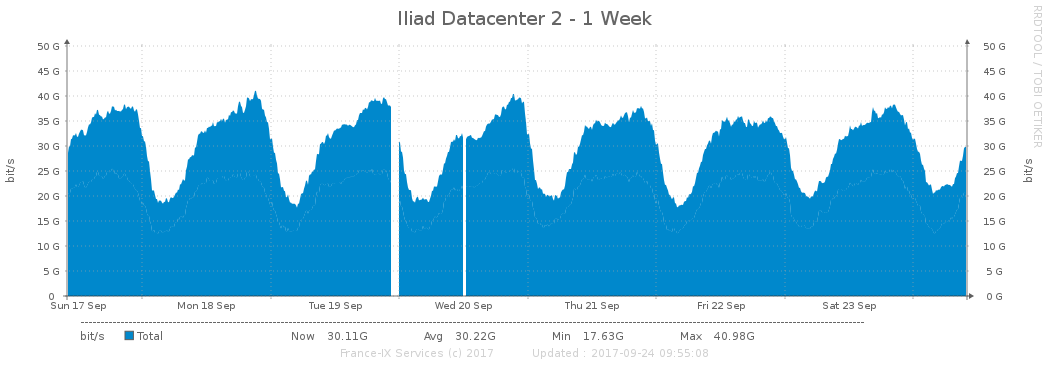 Iliad Datacenter 2 - 1 Week
RRDTOOL / TOBI OETIKER
50 G 50 G
45 G 45 G
40 G 40 G
35 G 35 G
30 G 30 G
25 G 25 G
20 G 20 G
15 G 15 G
10 G 10 G
5 G 5 G
0 0 G
bit/s bit/s
Sun 17 Sep Mon 18 Sep Tue 19 Sep Wed 20 Sep Thu 21 Sep Fri 22 Sep Sat 23 Sep
bit/s Total Now 30.11G Avg 30.22G Min 17.63G Max 40.98G
France-IX Services (c) 2017 Updated : 2017-09-24 09:55:08